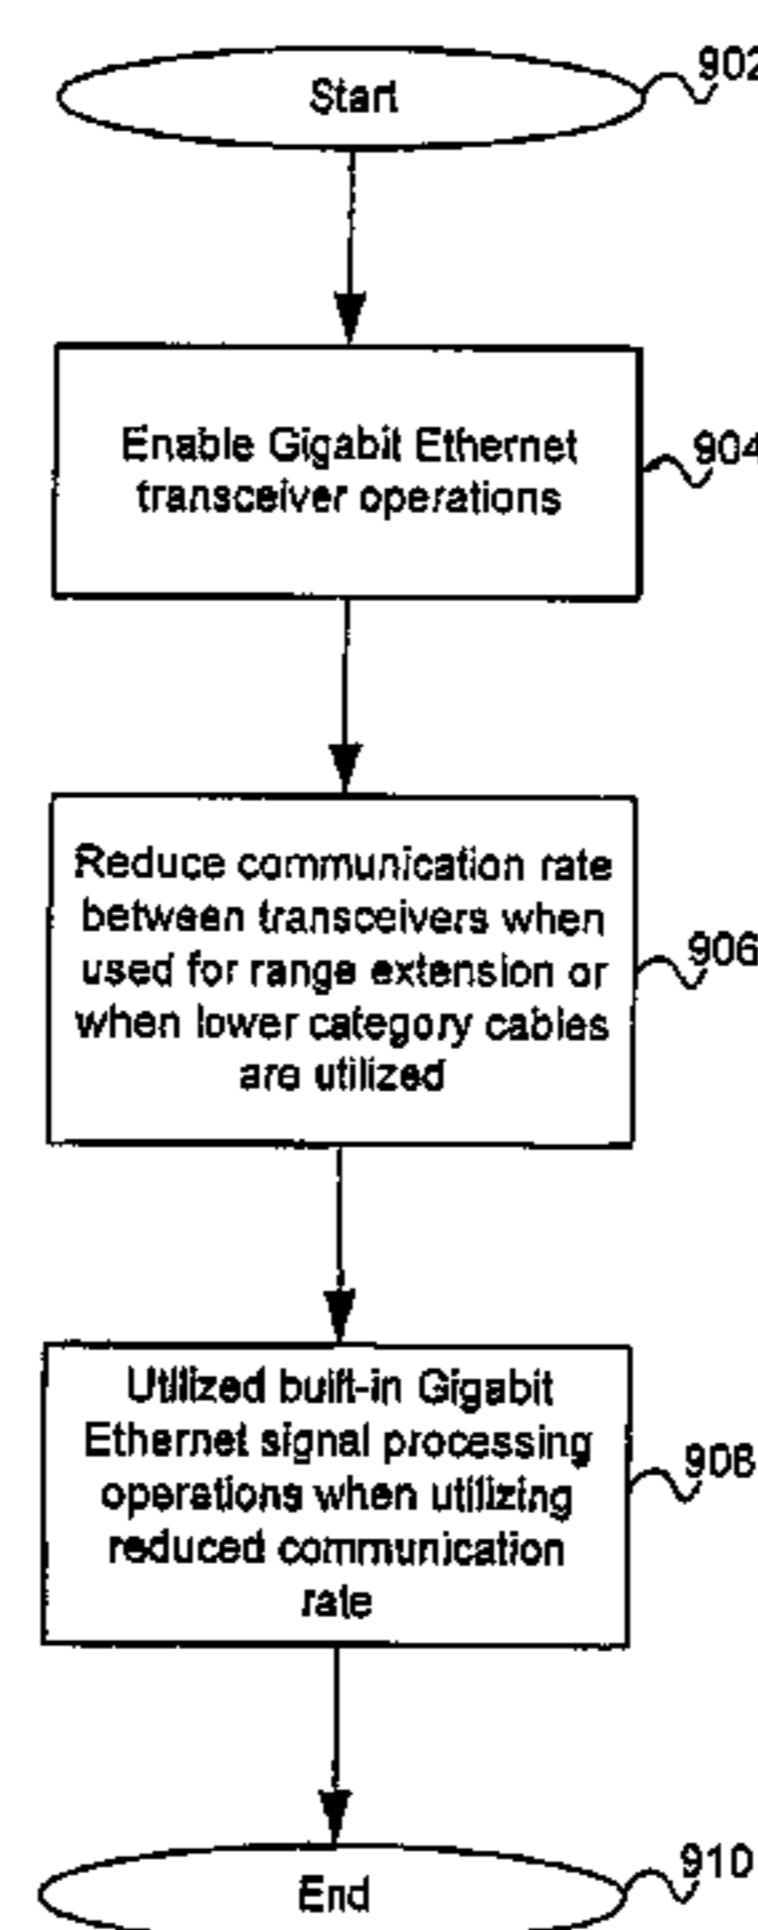 Start
902
Enable Gigabit Ethernet
transceiver operations
904
Reduce communication rate
between transceivers when
used for range extension or
when lower category cables
are utilized
906
Utilized built-in Gigabit
Ethernet signal processing
operations when utilizing
reduced communication
rate
908
End
910